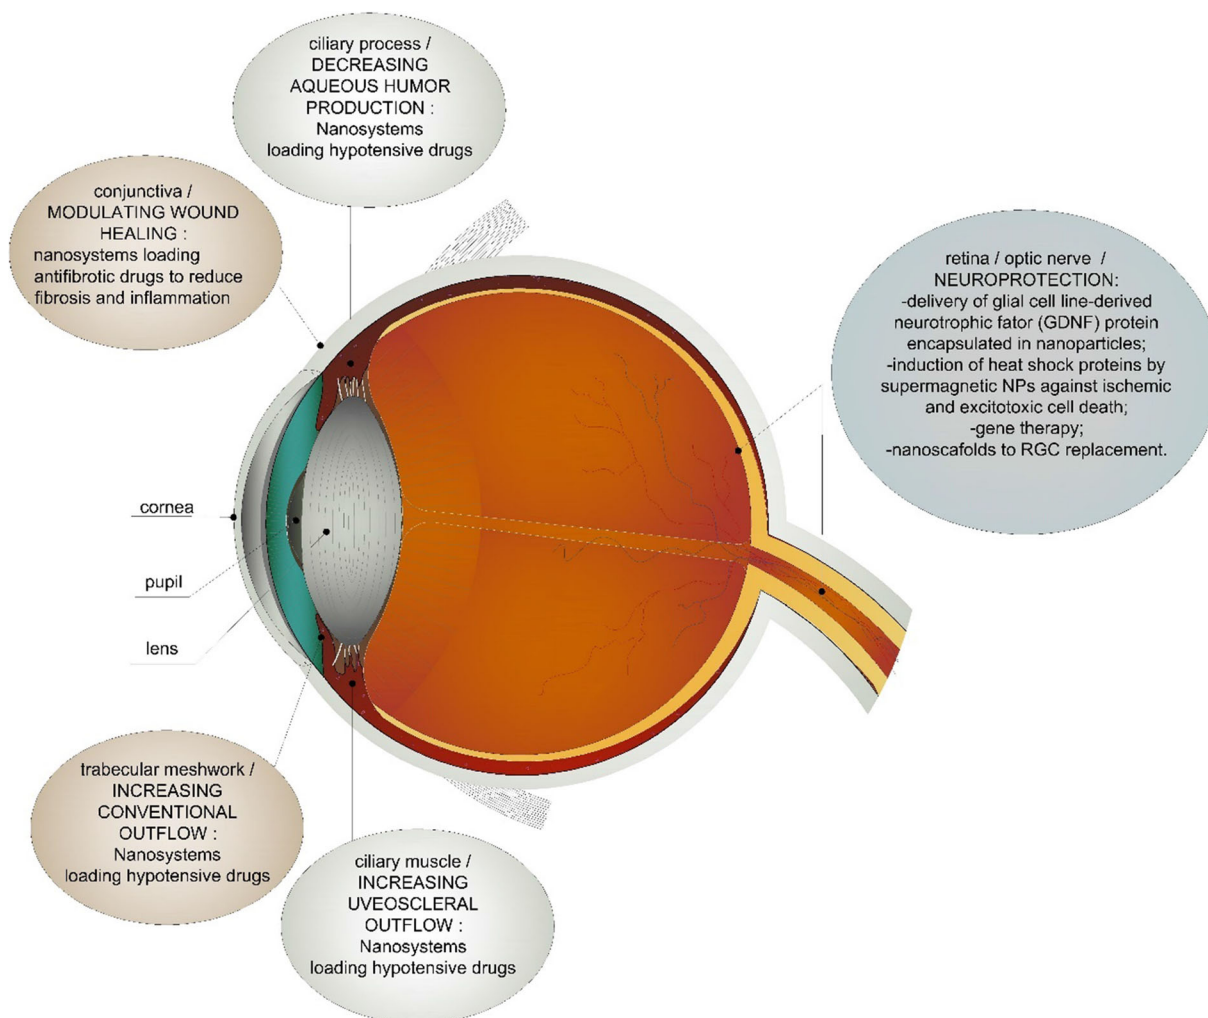 ciliary process /
DECREASING
AQUEOUS HUMOR
PRODUCTION :
Nanosystems
loading hypotensive drugs
conjunctiva /
MODULATING WOUND
HEALING :
nanosystems loading
antifibrotic drugs to reduce
fibrosis and inflammation
retina / optic nerve /
NEUROPROTECTION:
-delivery of glial cell line-derived
neurotrophic fator (GDNF) protein
encapsulated in nanoparticles;
-induction of heat shock proteins by
supermagnetic NPs against ischemic
and excitotoxic cell death;
-gene therapy;
-nanoscafolds to RGC replacement.
cornea
pupil
lens
trabecular meshwork /
INCREASING
CONVENTIONAL
OUTFLOW :
Nanosystems
loading hypotensive drugs
ciliary muscle /
INCREASING
UVEOSCLERAL
OUTFLOW :
Nanosystems
loading hypotensive drugs